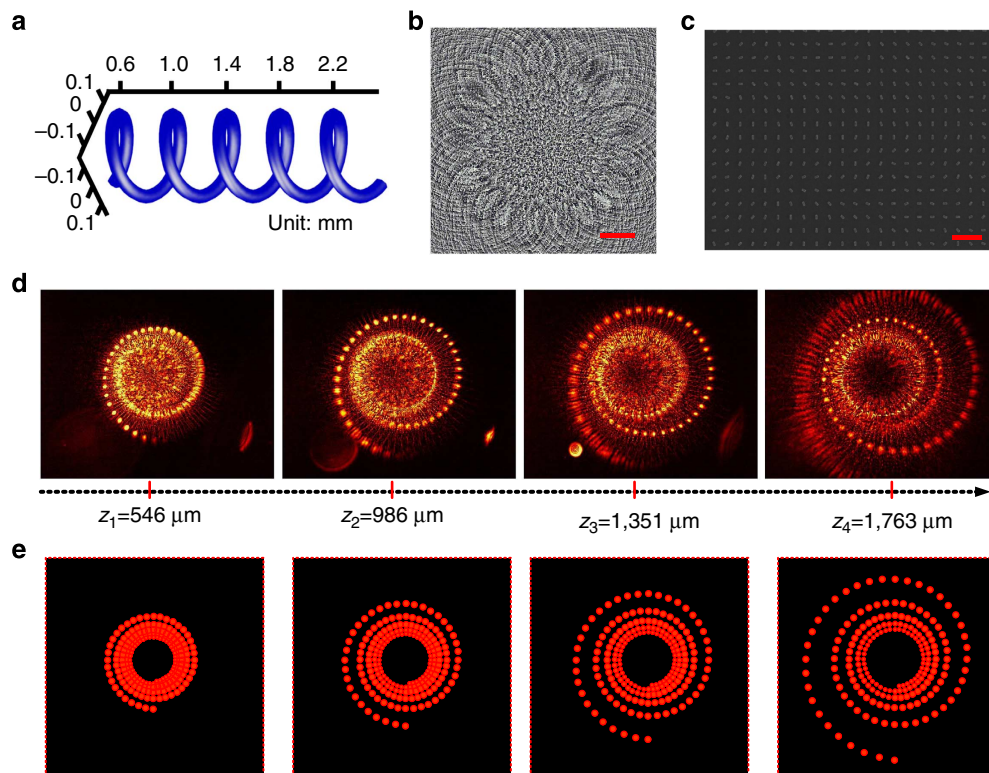 a
0.6 1.0 1.4 1.8 2.2
0.1
0
–0.1
–0.1
0
0.1
Unit: mm
b
c
d
z1=546 μm
z2=986 μm
z3=1,351 μm
z4=1,763 μm
e